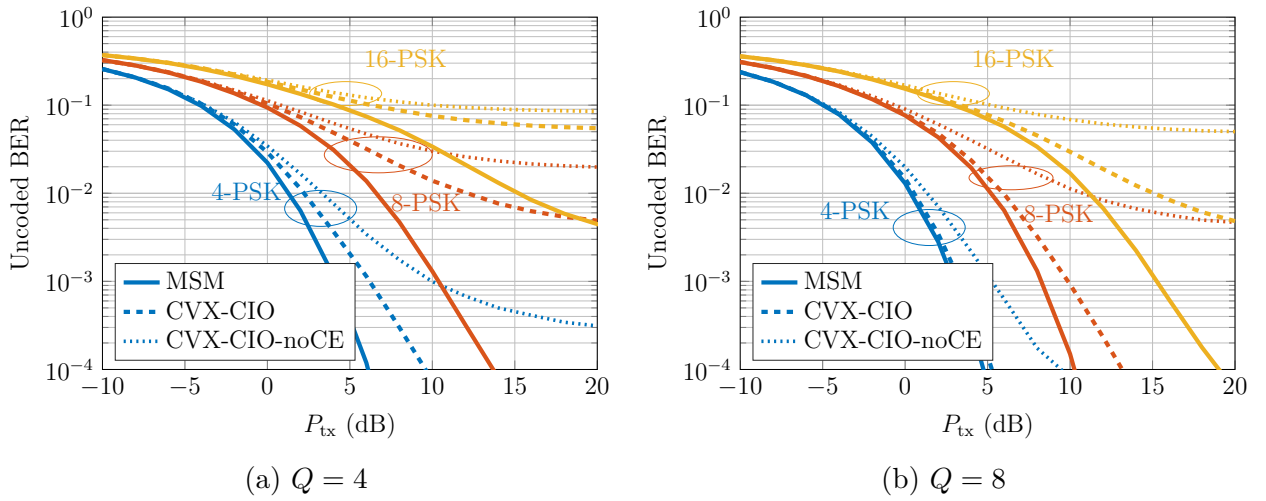 10^0
10^−1
10^−2
10^−3
10^−4
−10 −5 0 5 10 15 20
Uncoded BER
P_tx (dB)
16-PSK
4-PSK
8-PSK
MSM
CVX-CIO
CVX-CIO-noCE
(a) Q = 4
10^0
10^−1
10^−2
10^−3
10^−4
−10 −5 0 5 10 15 20
Uncoded BER
P_tx (dB)
16-PSK
4-PSK
8-PSK
MSM
CVX-CIO
CVX-CIO-noCE
(b) Q = 8